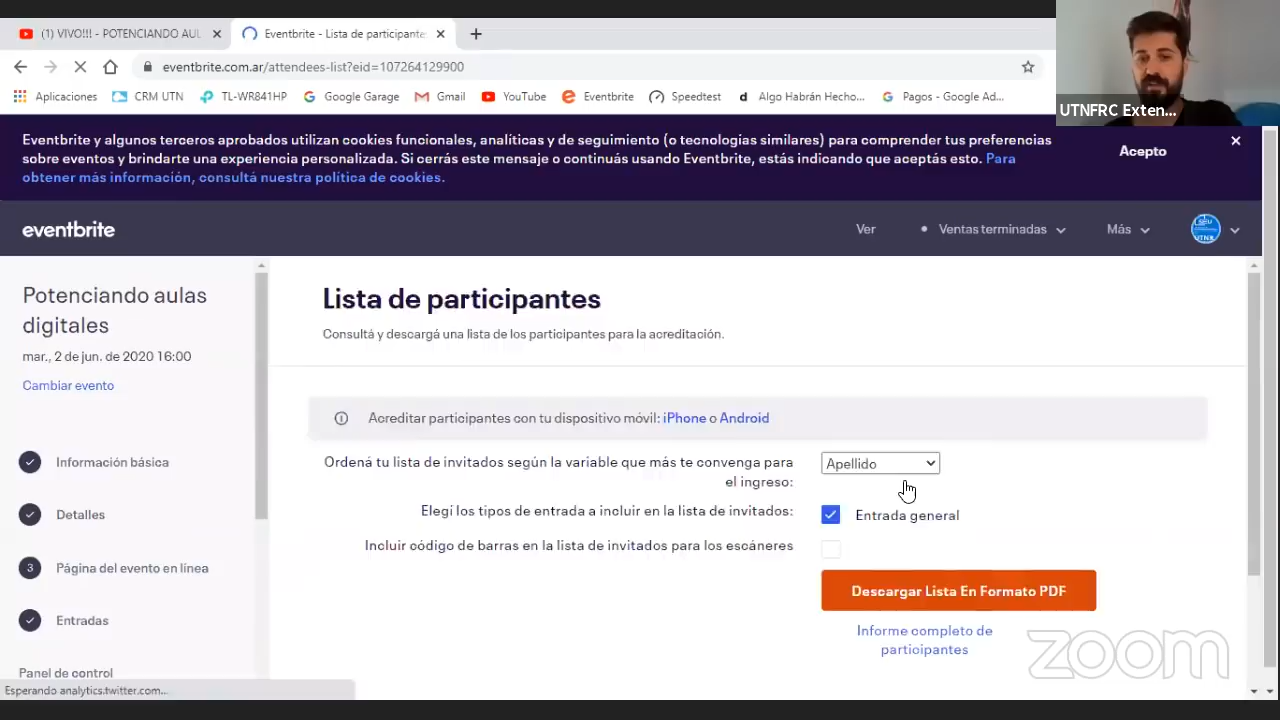 (1) VIVO!!! - POTENCIANDO AUL
Eventbrite - Lista de participante
UTNFRC Exten...
eventbrite.com.ar/attendees-list?eid=107264129900
Aplicaciones
CRM UTN
TL-WR841HP
Google Garage
Gmail
YouTube
Eventbrite
Speedtest
Algo Habrán Hecho...
Pagos - Google Ad...
Eventbrite y algunos terceros aprobados utilizan cookies funcionales, analíticas y de seguimiento (o tecnologías similares) para comprender tus preferencias
sobre eventos y brindarte una experiencia personalizada. Si cerrás este mensaje o continuás usando Eventbrite, estás indicando que aceptás esto. Para
obtener más información, consultá nuestra política de cookies.
Acepto
eventbrite
Ver
Ventas terminadas
Más
SEU
UTN
Potenciando aulas
digitales
mar., 2 de jun. de 2020 16:00
Cambiar evento
Información básica
Detalles
3 Página del evento en línea
Entradas
Panel de control
Esperando analytics.twitter.com...
Lista de participantes
Consultá y descargá una lista de los participantes para la acreditación.
Acreditar participantes con tu dispositivo móvil: iPhone o Android
Ordená tu lista de invitados según la variable que más te convenga para
el ingreso:
Apellido
Elegí los tipos de entrada a incluir en la lista de invitados:
Entrada general
Incluir código de barras en la lista de invitados para los escáneres
Descargar Lista En Formato PDF
Informe completo de
participantes
zoom